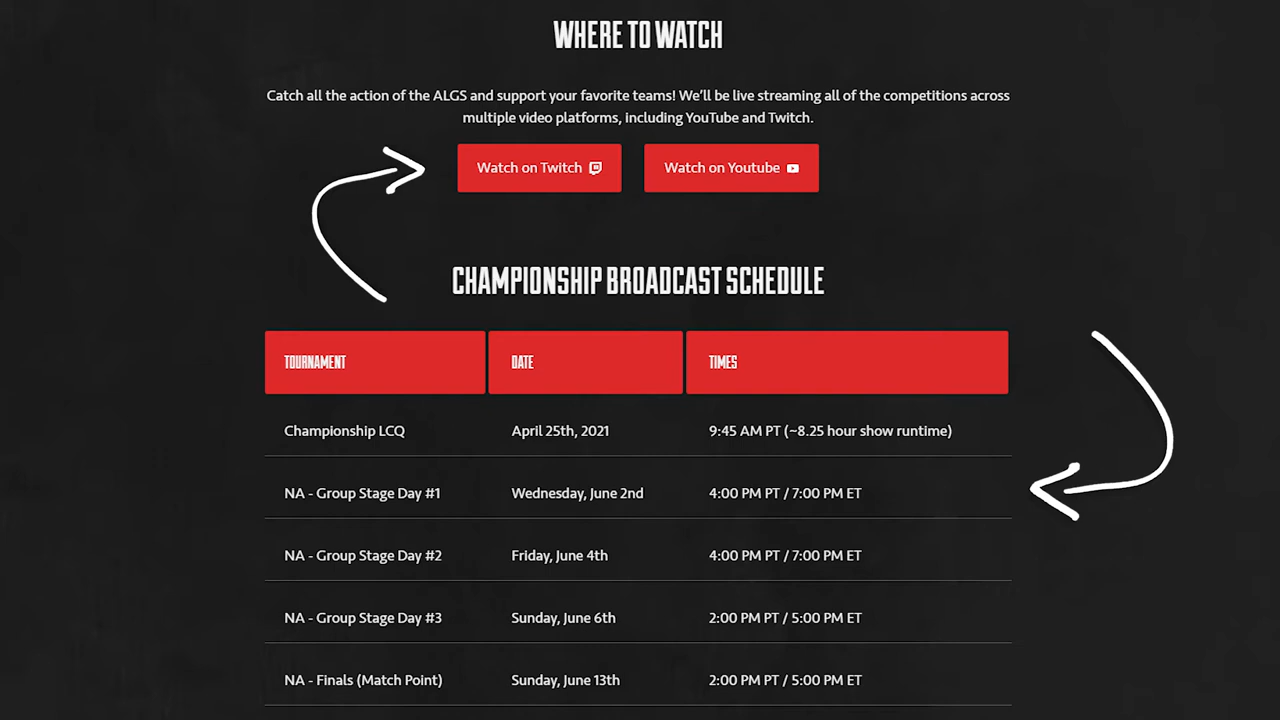 WHERE TO WATCH
Catch all the action of the ALGS and support your favorite teams! We'll be live streaming all of the competitions across
multiple video platforms, including YouTube and Twitch.
Watch on Twitch
Watch on Youtube
CHAMPIONSHIP BROADCAST SCHEDULE
TOURNAMENT DATE TIMES
Championship LCQ April 25th, 2021 9:45 AM PT (~8.25 hour show runtime)
NA - Group Stage Day #1 Wednesday, June 2nd 4:00 PM PT / 7:00 PM ET
NA - Group Stage Day #2 Friday, June 4th 4:00 PM PT / 7:00 PM ET
NA - Group Stage Day #3 Sunday, June 6th 2:00 PM PT / 5:00 PM ET
NA - Finals (Match Point) Sunday, June 13th 2:00 PM PT / 5:00 PM ET